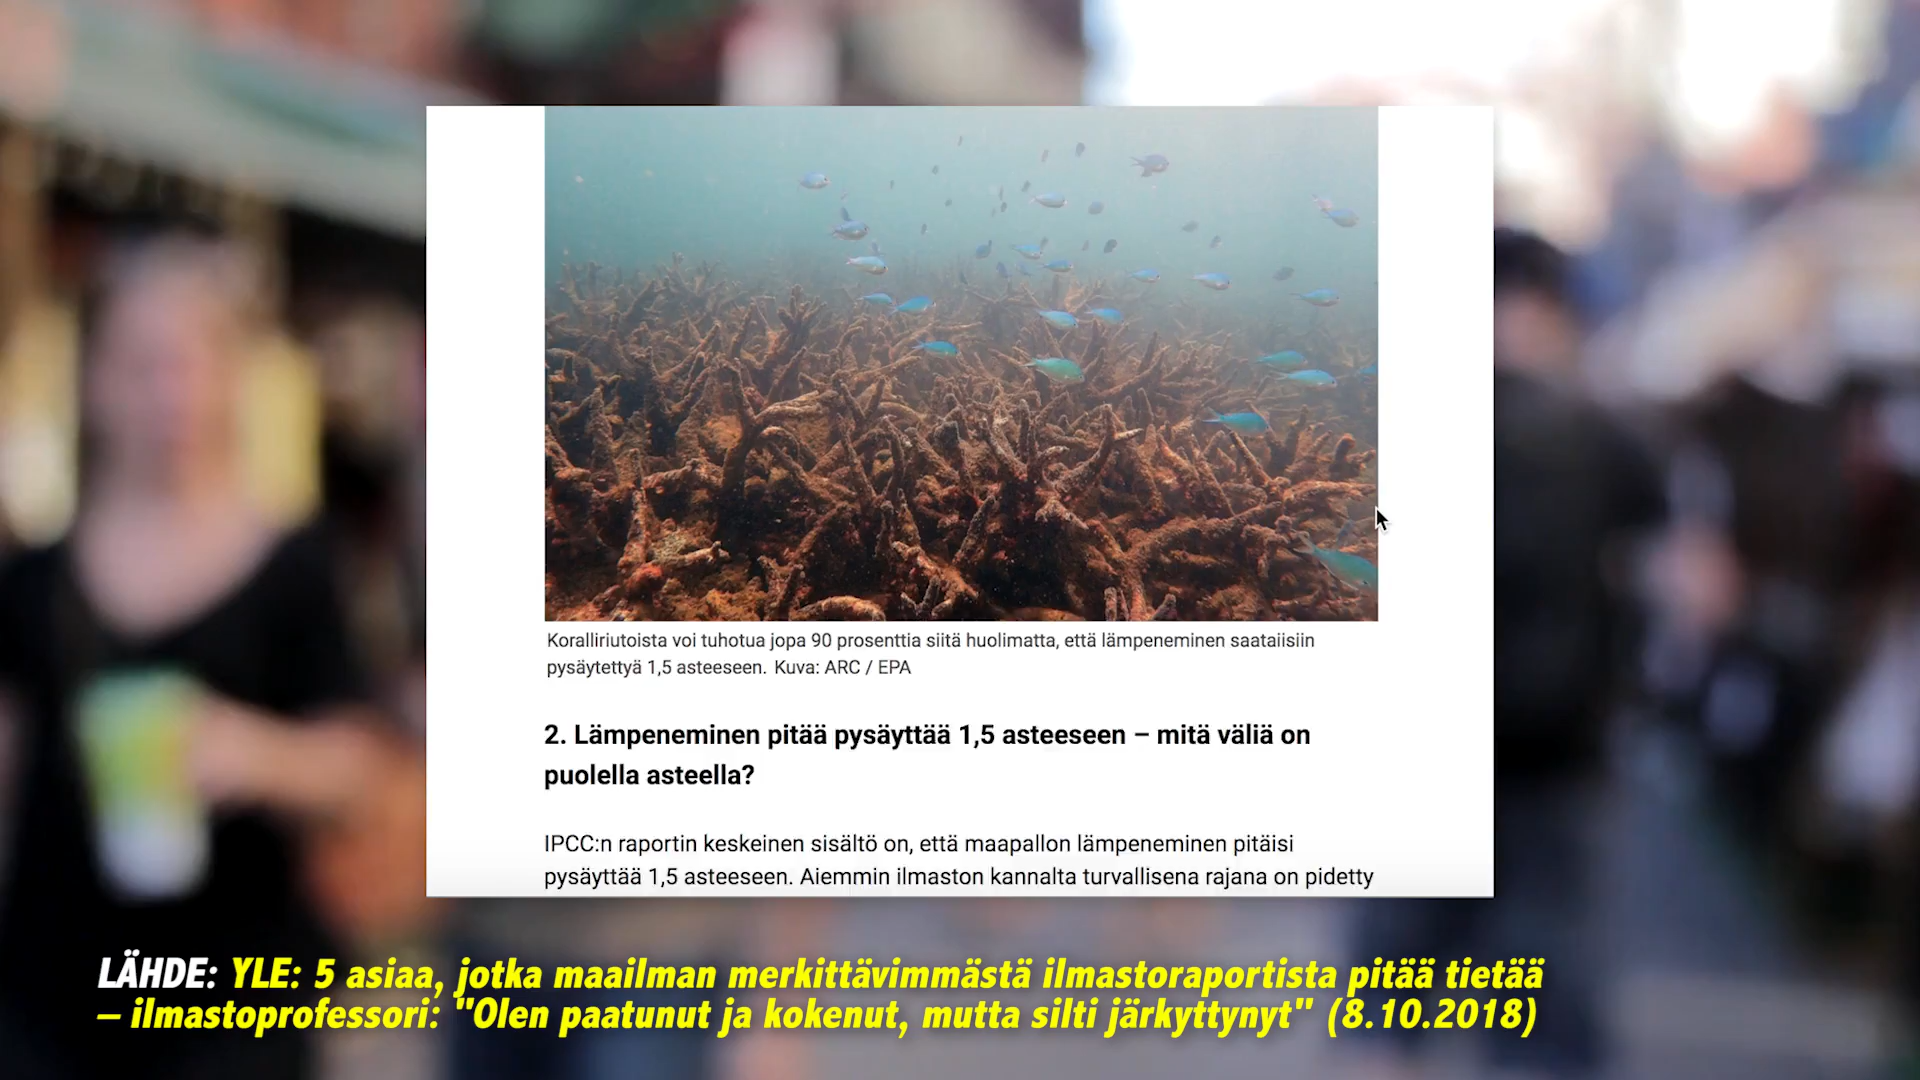 Koralliriutoista voi tuhotua jopa 90 prosenttia siitä huolimatta, että lämpeneminen saataisiin
pysäytettyä 1,5 asteeseen. Kuva: ARC / EPA
2. Lämpeneminen pitää pysäyttää 1,5 asteeseen – mitä väliä on
puolella asteella?
IPCC:n raportin keskeinen sisältö on, että maapallon lämpeneminen pitäisi
pysäyttää 1,5 asteeseen. Aiemmin ilmaston kannalta turvallisena rajana on pidetty
LÄHDE: YLE: 5 asiaa, jotka maailman merkittävimmästä ilmastoraportista pitää tietää
– ilmastoprofessori: "Olen paatunut ja kokenut, mutta silti järkyttynyt" (8.10.2018)